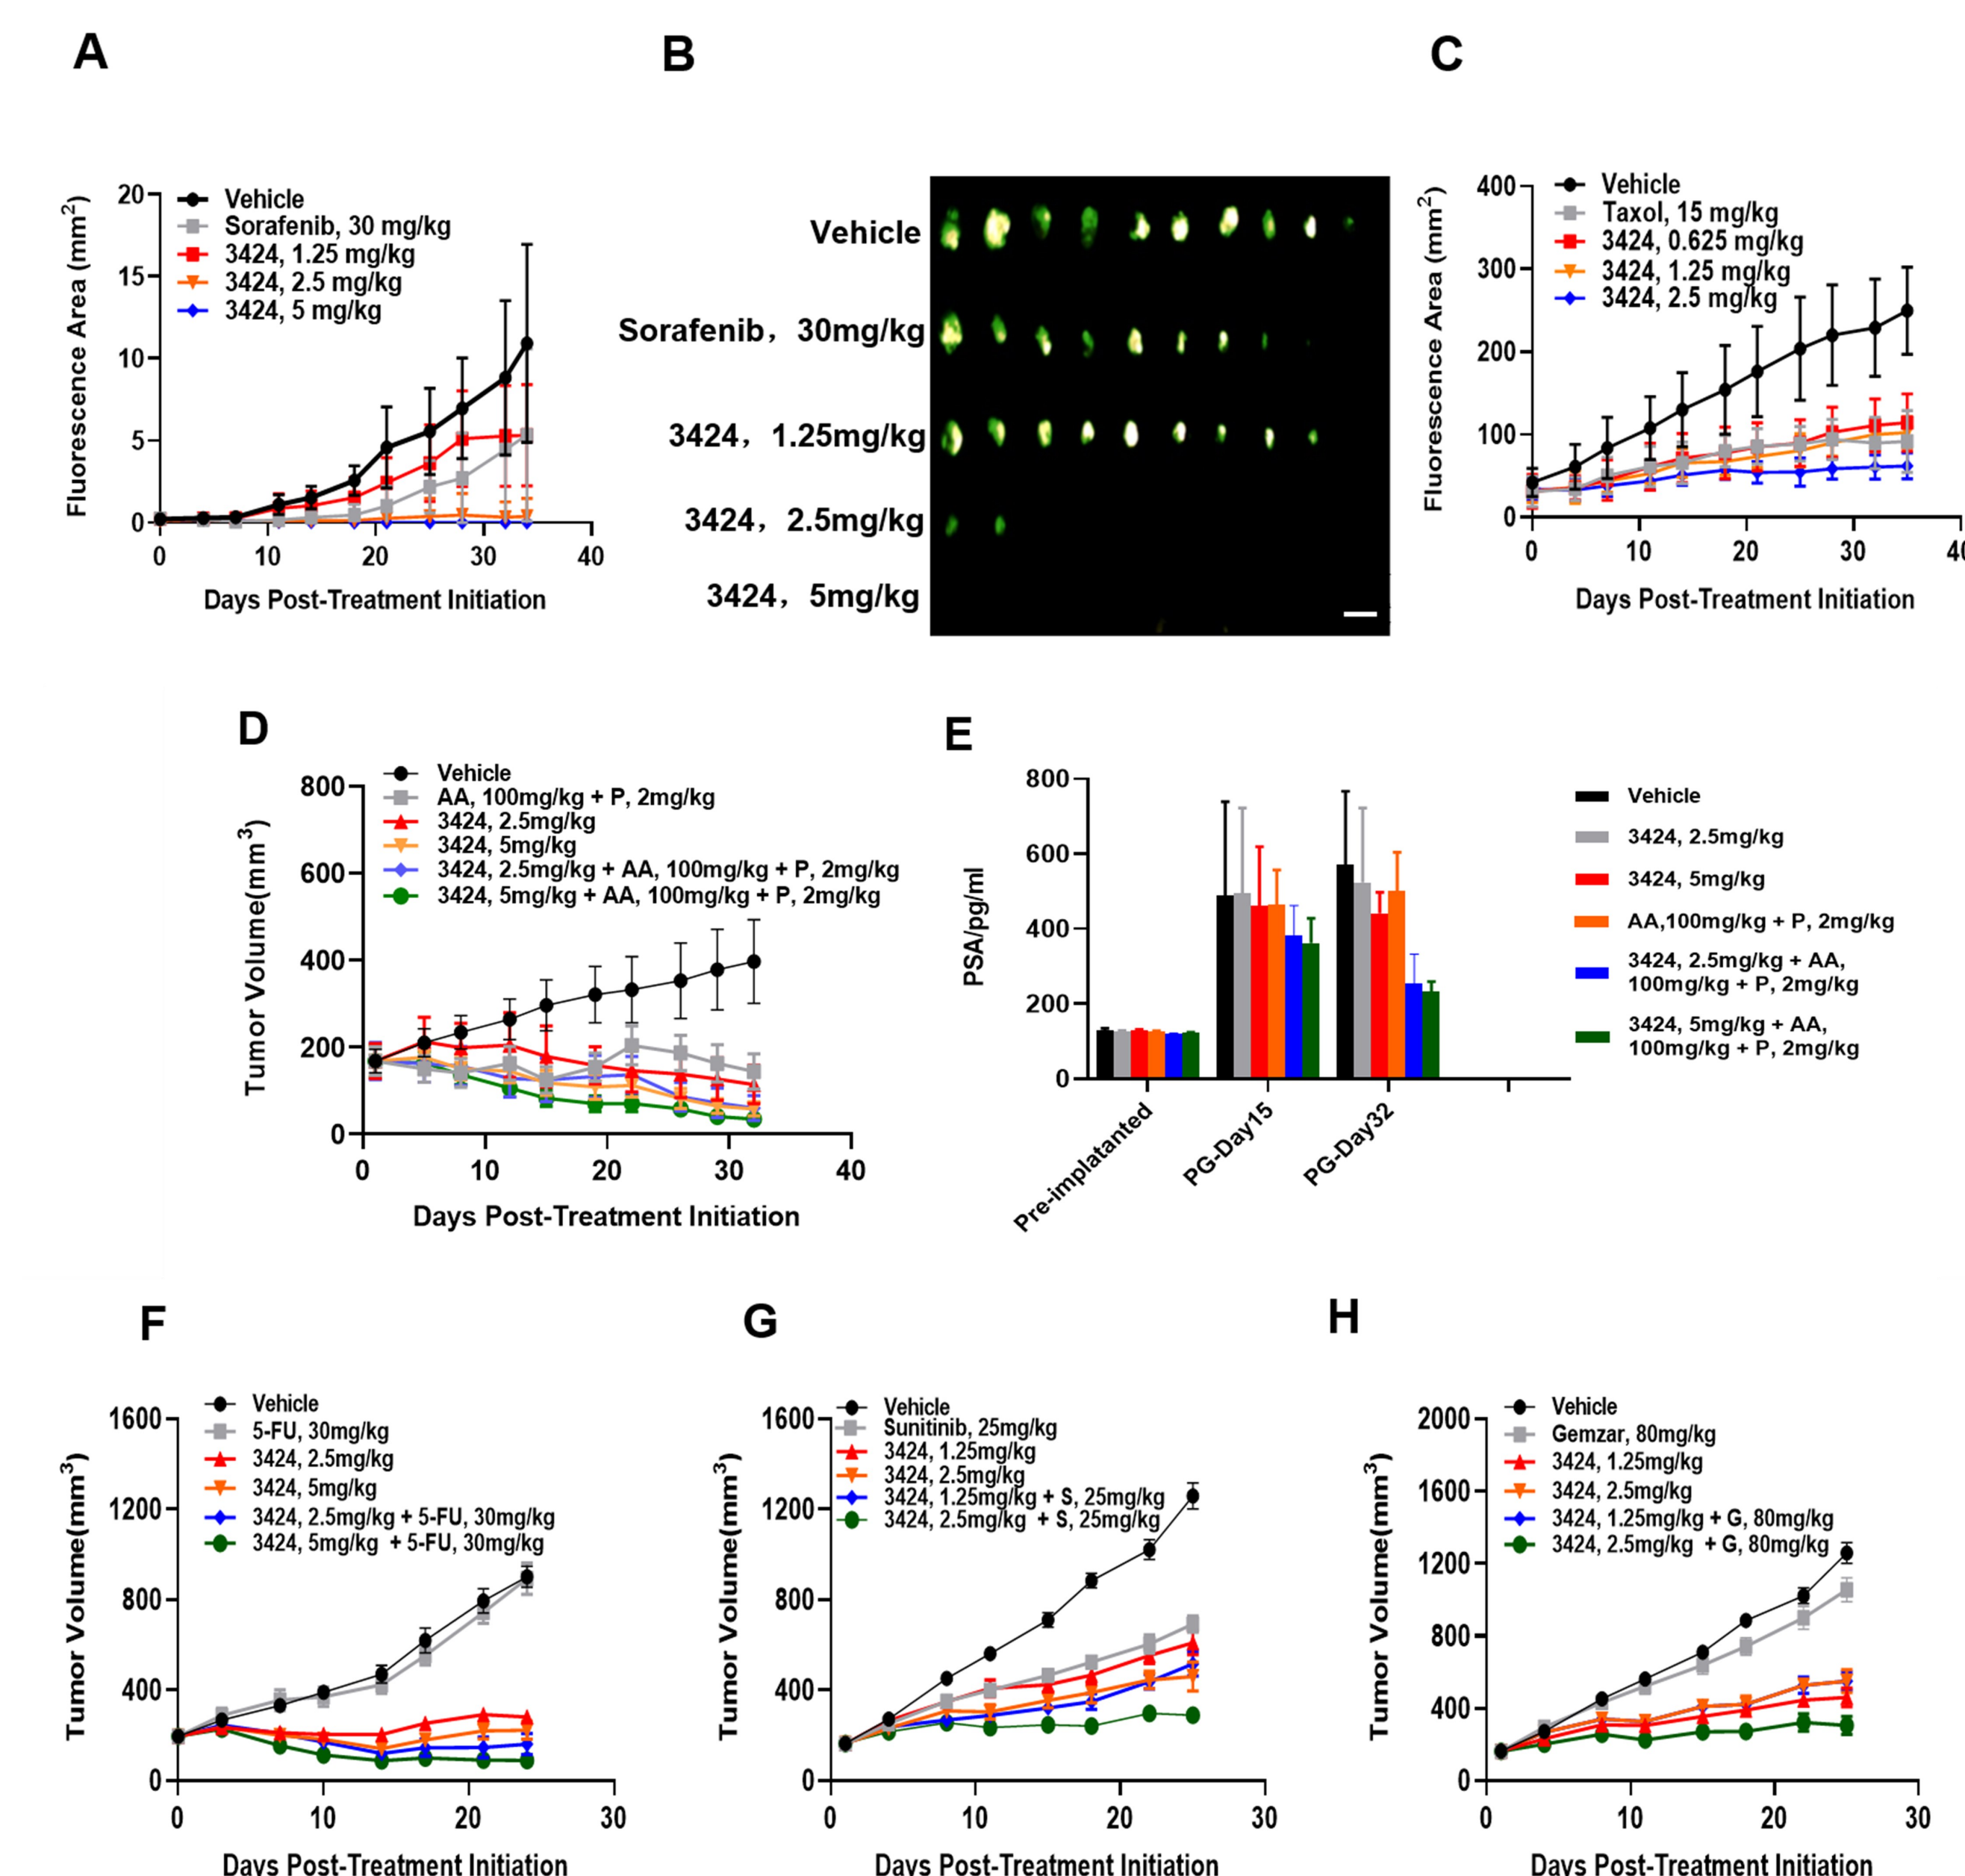 A
B
C
Fluorescence Area (mm2)
20
15
10
5
0
Vehicle
Sorafenib, 30 mg/kg
3424, 1.25 mg/kg
3424, 2.5 mg/kg
3424, 5 mg/kg
0 10 20 30 40
Days Post-Treatment Initiation
Vehicle
Sorafenib, 30mg/kg
3424, 1.25mg/kg
3424, 2.5mg/kg
3424, 5mg/kg
Fluorescence Area (mm2)
400
300
200
100
0
Vehicle
Taxol, 15 mg/kg
3424, 0.625 mg/kg
3424, 1.25 mg/kg
3424, 2.5 mg/kg
0 10 20 30 40
Days Post-Treatment Initiation
D
E
Tumor Volume(mm3)
800
600
400
200
0
Vehicle
AA, 100mg/kg + P, 2mg/kg
3424, 2.5mg/kg
3424, 5mg/kg
3424, 2.5mg/kg + AA, 100mg/kg + P, 2mg/kg
3424, 5mg/kg + AA, 100mg/kg + P, 2mg/kg
0 10 20 30 40
Days Post-Treatment Initiation
PSA/pg/ml
800
600
400
200
0
Pre-implatanted
PG-Day15
PG-Day32
Vehicle
3424, 2.5mg/kg
3424, 5mg/kg
AA,100mg/kg + P, 2mg/kg
3424, 2.5mg/kg + AA,
100mg/kg + P, 2mg/kg
3424, 5mg/kg + AA,
100mg/kg + P, 2mg/kg
F
G
H
Tumor Volume(mm3)
1600
1200
800
400
0
Vehicle
5-FU, 30mg/kg
3424, 2.5mg/kg
3424, 5mg/kg
3424, 2.5mg/kg + 5-FU, 30mg/kg
3424, 5mg/kg + 5-FU, 30mg/kg
0 10 20 30
Days Post-Treatment Initiation
Tumor Volume(mm3)
1600
1200
800
400
0
Vehicle
Sunitinib, 25mg/kg
3424, 1.25mg/kg
3424, 2.5mg/kg
3424, 1.25mg/kg + S, 25mg/kg
3424, 2.5mg/kg + S, 25mg/kg
0 10 20 30
Days Post-Treatment Initiation
Tumor Volume(mm3)
2000
1600
1200
800
400
0
Vehicle
Gemzar, 80mg/kg
3424, 1.25mg/kg
3424, 2.5mg/kg
3424, 1.25mg/kg + G, 80mg/kg
3424, 2.5mg/kg + G, 80mg/kg
0 10 20 30
Days Post-Treatment Initiation